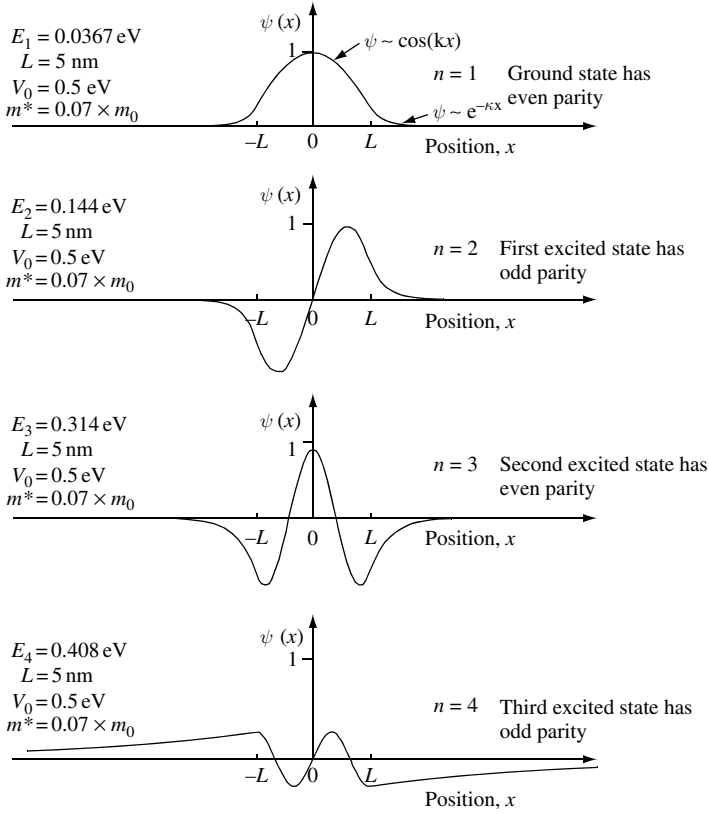 ψ (x)
E1 = 0.0367 eV
L = 5 nm
V0 = 0.5 eV
m* = 0.07 × m0
1
ψ ~ cos(kx)
n = 1 Ground state has
even parity
ψ ~ e^−κx
–L 0 L Position, x
ψ (x)
E2 = 0.144 eV
L = 5 nm
V0 = 0.5 eV
m* = 0.07 × m0
1
n = 2 First excited state has
odd parity
–L 0 L Position, x
ψ (x)
E3 = 0.314 eV
L = 5 nm
V0 = 0.5 eV
m* = 0.07 × m0
1
n = 3 Second excited state has
even parity
–L 0 L Position, x
ψ (x)
E4 = 0.408 eV
L = 5 nm
V0 = 0.5 eV
m* = 0.07 × m0
1
n = 4 Third excited state has
odd parity
–L 0 L
Position, x